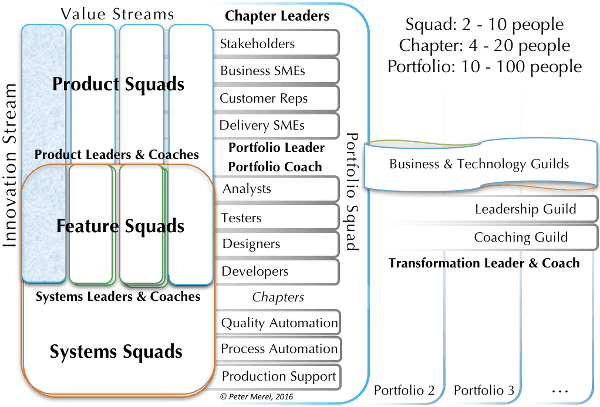 Value Streams
Innovation Stream
Product Squads
Product Leaders & Coaches
Feature Squads
Systems Leaders & Coaches
Systems Squads
Chapter Leaders
Stakeholders
Business SMEs
Customer Reps
Delivery SMEs
Portfolio Leader
Portfolio Coach
Analysts
Testers
Designers
Developers
Chapters
Quality Automation
Process Automation
Production Support
© Peter Merel, 2016
Portfolio Squad
Squad: 2 - 10 people
Chapter: 4 - 20 people
Portfolio: 10 - 100 people
Business & Technology Guilds
Leadership Guild
Coaching Guild
Transformation Leader & Coach
Portfolio 2
Portfolio 3
...